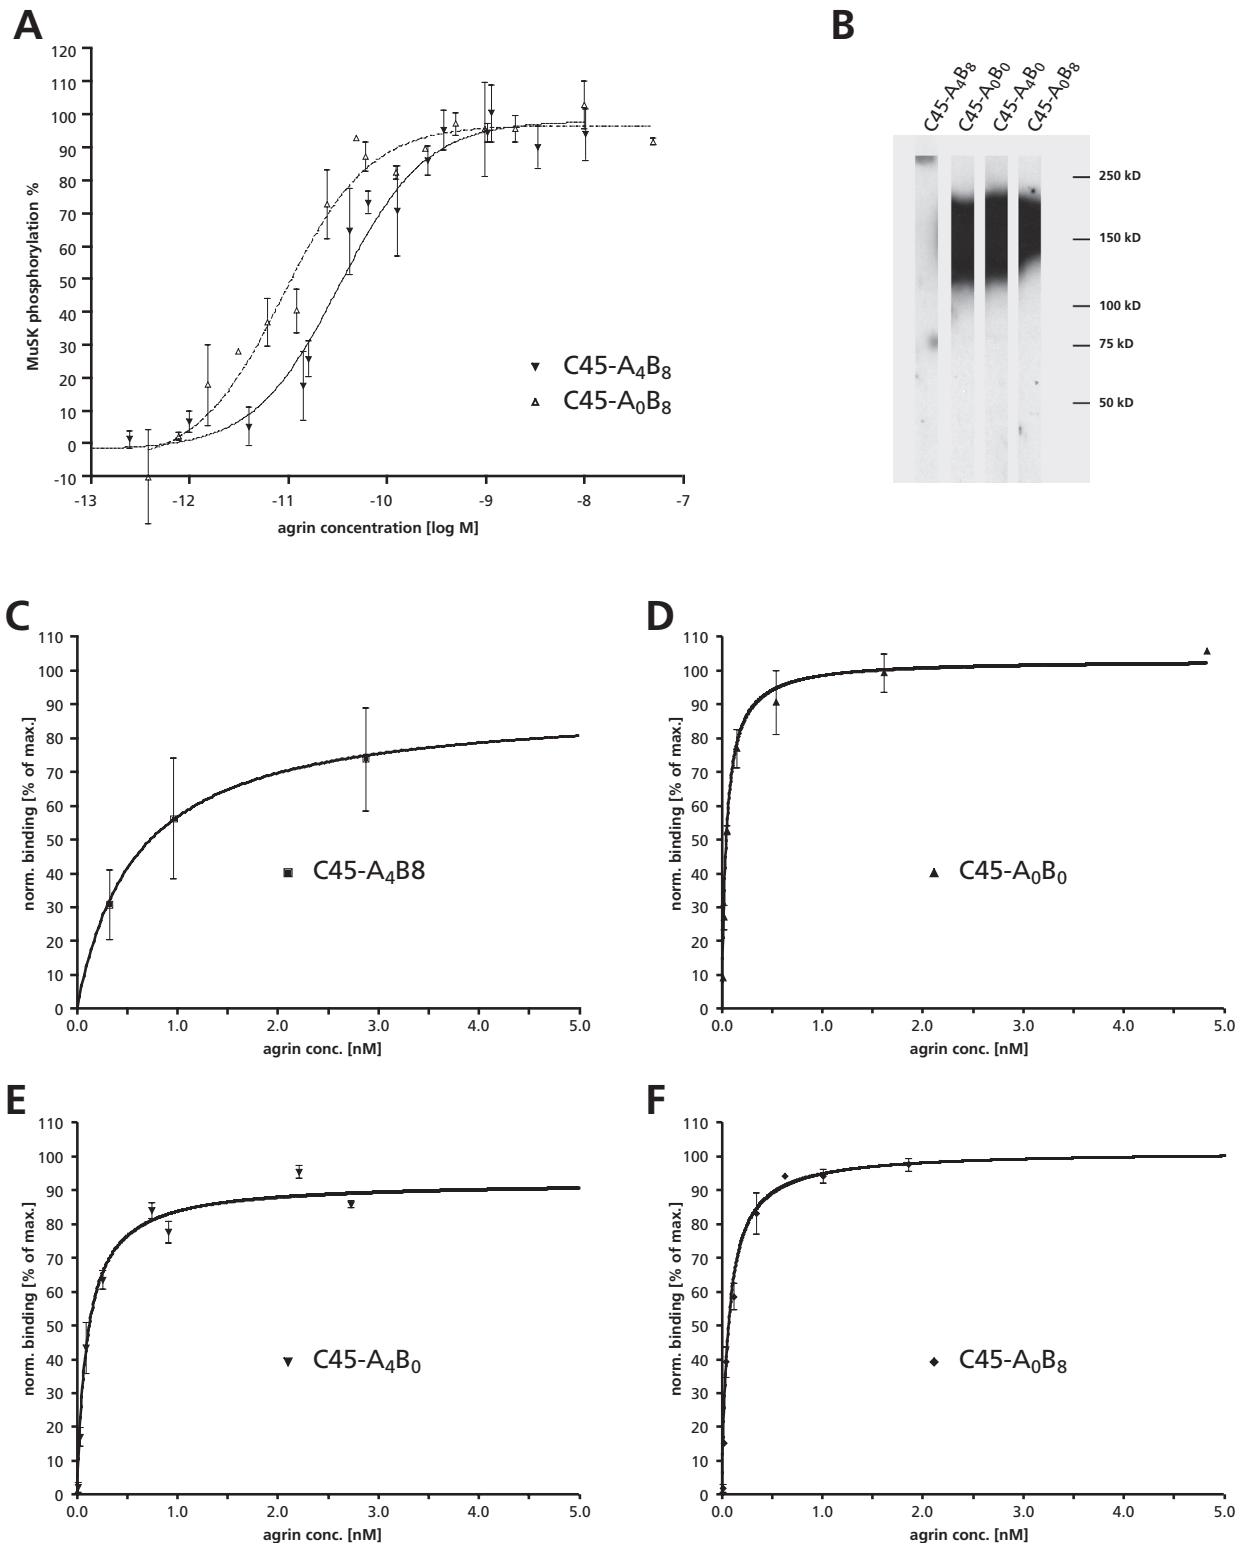 A
120
110
100
90
80
70
60
50
40
30
20
10
0
-10
MuSK phosphorylation %
-13 -12 -11 -10 -9 -8 -7
agrin concentration [log M]
C45-A4B8
C45-A0B8
B
C45-A4B8
C45-A0B0
C45-A4B0
C45-A0B8
250 kD
150 kD
100 kD
75 kD
50 kD
C
110
100
90
80
70
60
50
40
30
20
10
0
norm. binding [% of max.]
C45-A4B8
0.0 1.0 2.0 3.0 4.0 5.0
agrin conc. [nM]
D
110
100
90
80
70
60
50
40
30
20
10
0
norm. binding [% of max.]
C45-A0B0
0.0 1.0 2.0 3.0 4.0 5.0
agrin conc. [nM]
E
110
100
90
80
70
60
50
40
30
20
10
0
norm. binding [% of max.]
C45-A4B0
0.0 1.0 2.0 3.0 4.0 5.0
agrin conc. [nM]
F
110
100
90
80
70
60
50
40
30
20
10
0
norm. binding [% of max.]
C45-A0B8
0.0 1.0 2.0 3.0 4.0 5.0
agrin conc. [nM]